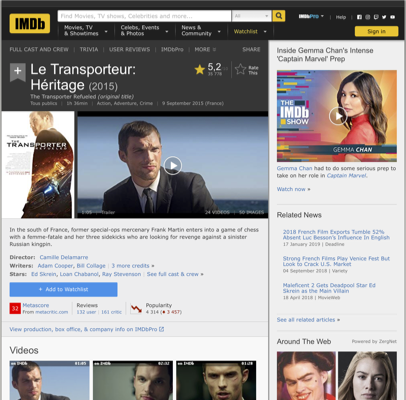 IMDb
Find Movies, TV shows, Celebrities and more...
All
IMDbPro
Help
Movies, TV
& Showtimes
Celebs, Events
& Photos
News &
Community
Watchlist
Sign in
FULL CAST AND CREW | TRIVIA | USER REVIEWS | IMDbPro | MORE
SHARE
Le Transporteur:
Héritage (2015)
The Transporter Refueled (original title)
Tous publics | 1h 36min | Action, Adventure, Crime | 9 September 2015 (France)
5,2
Rate
This
TRANSPORTER
Trailer
24 VIDEOS | 60 IMAGES
In the south of France, former special-ops mercenary Frank Martin enters into a game of chess
with a femme-fatale and her three sidekicks who are looking for revenge against a sinister
Russian kingpin.
Director: Camille Delamarre
Writers: Adam Cooper, Bill Collage | 3 more credits »
Stars: Ed Skrein, Loan Chabanol, Ray Stevenson | See full cast & crew »
+ Add to Watchlist
32
Metascore
From metacritic.com
Reviews
132 user | 161 critic
Popularity
4 314 ( 3 457)
View production, box office, & company info on IMDbPro
Videos
Inside Gemma Chan's Intense
'Captain Marvel' Prep
THE
IMDb
SHOW
GEMMA CHAN
Gemma Chan had to do some serious prep to
take on her role in Captain Marvel.
Watch now »
Related News
2018 French Film Exports Tumble 52%
Absent Luc Besson's Influence In English
17 January 2019 | Deadline
Strong French Films Play Venice Fest But
Look to Crack U.S. Market
04 September 2018 | Variety
Maleficent 2 Gets Deadpool Star Ed
Skrein as the Main Villain
18 April 2018 | MovieWeb
See all related articles »
Around The Web
Powered by ZergNet